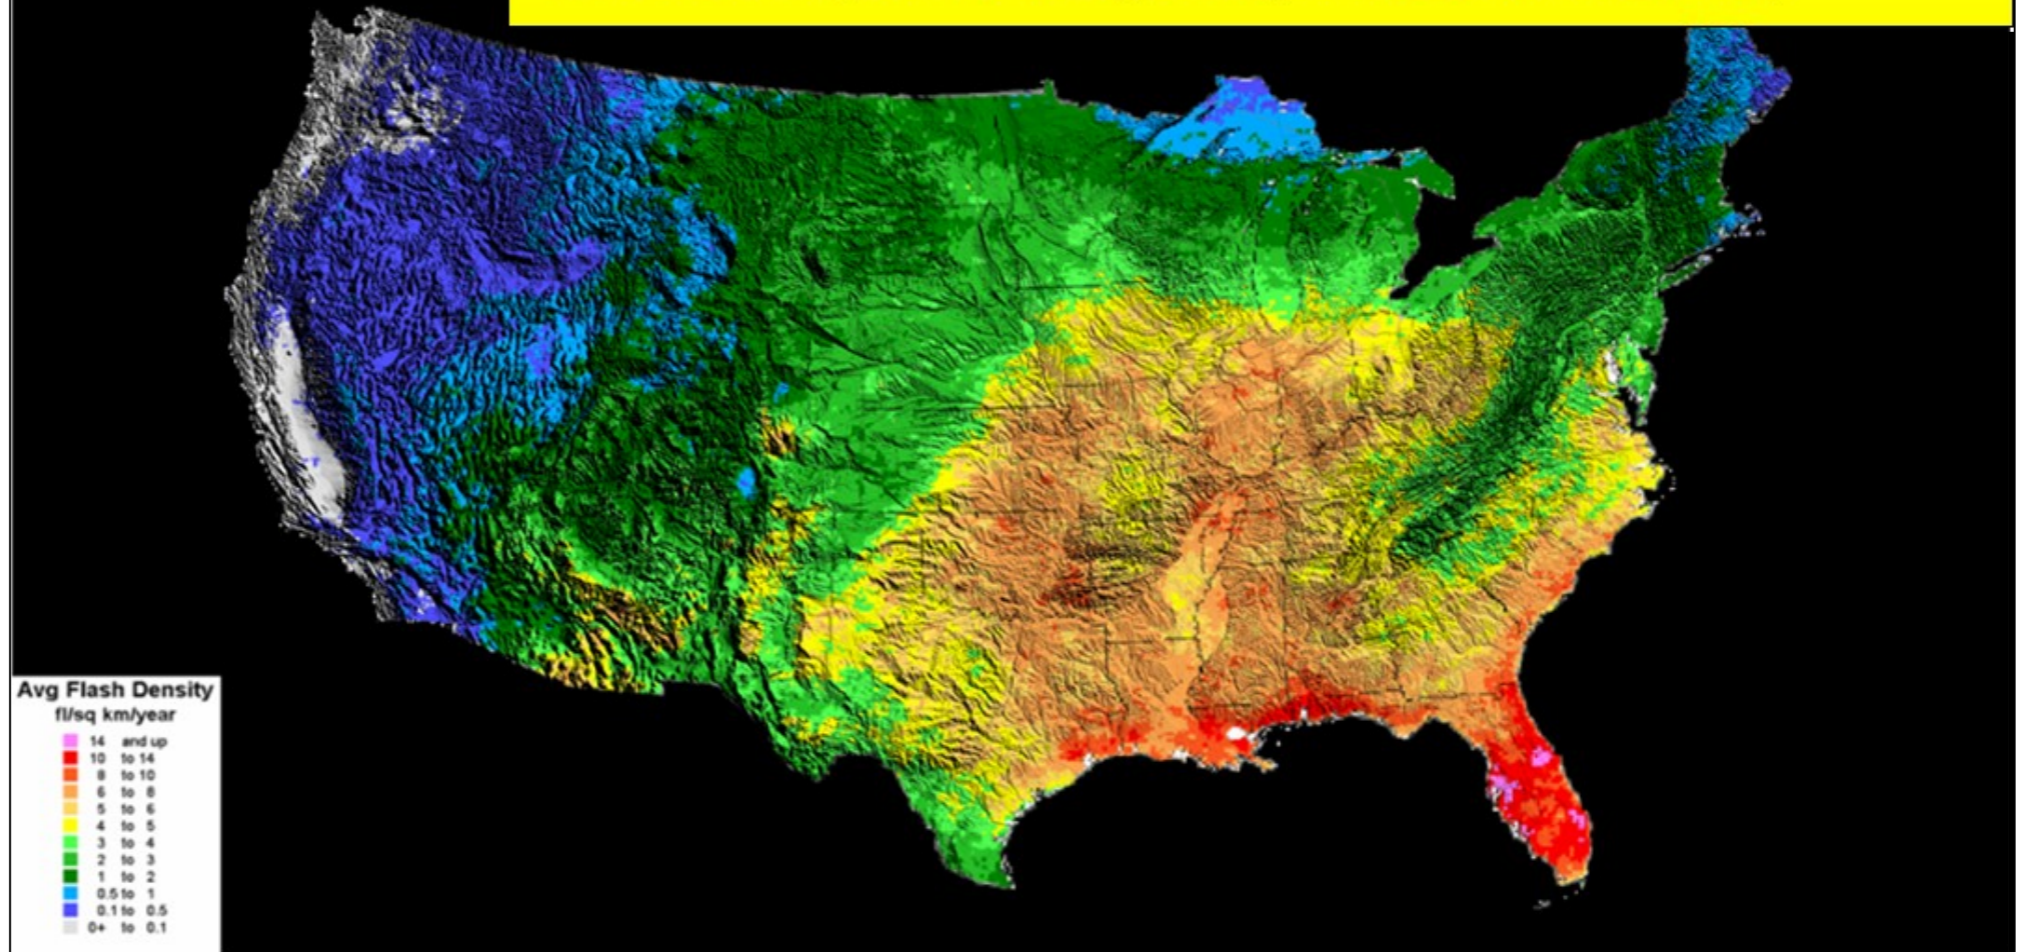 Avg Flash Density
fl/sq km/year
14 and up
10 to 14
8 to 10
6 to 8
5 to 6
4 to 5
3 to 4
2 to 3
1 to 2
0.5 to 1
0.1 to 0.5
0+ to 0.1